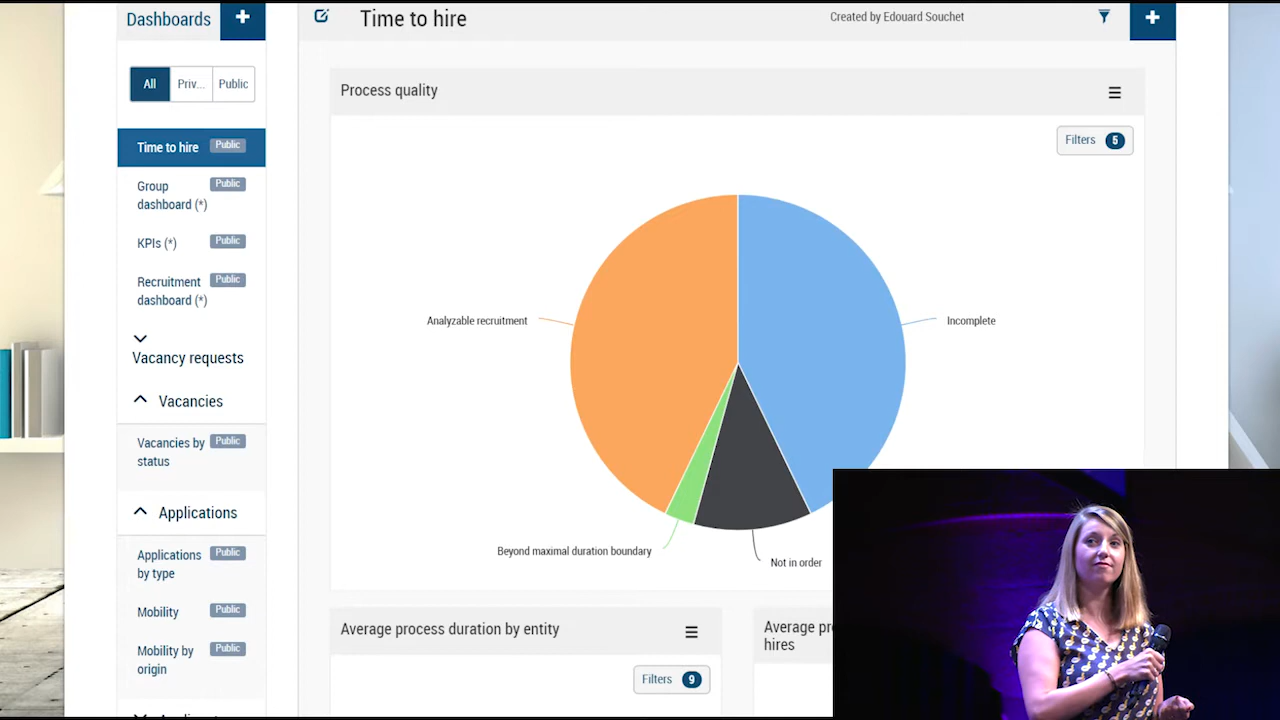 Dashboards
+
Time to hire
Created by Edouard Souchet
+
All
Priv...
Public
Process quality
Filters 5
Time to hire
Public
Group
dashboard (*)
Public
KPIs (*)
Public
Recruitment
dashboard (*)
Public
Vacancy requests
Vacancies
Vacancies by
status
Public
Applications
Applications
by type
Public
Mobility
Public
Mobility by
origin
Public
Analyzable recruitment
Incomplete
Beyond maximal duration boundary
Not in order
Average process duration by entity
Filters 9
hires